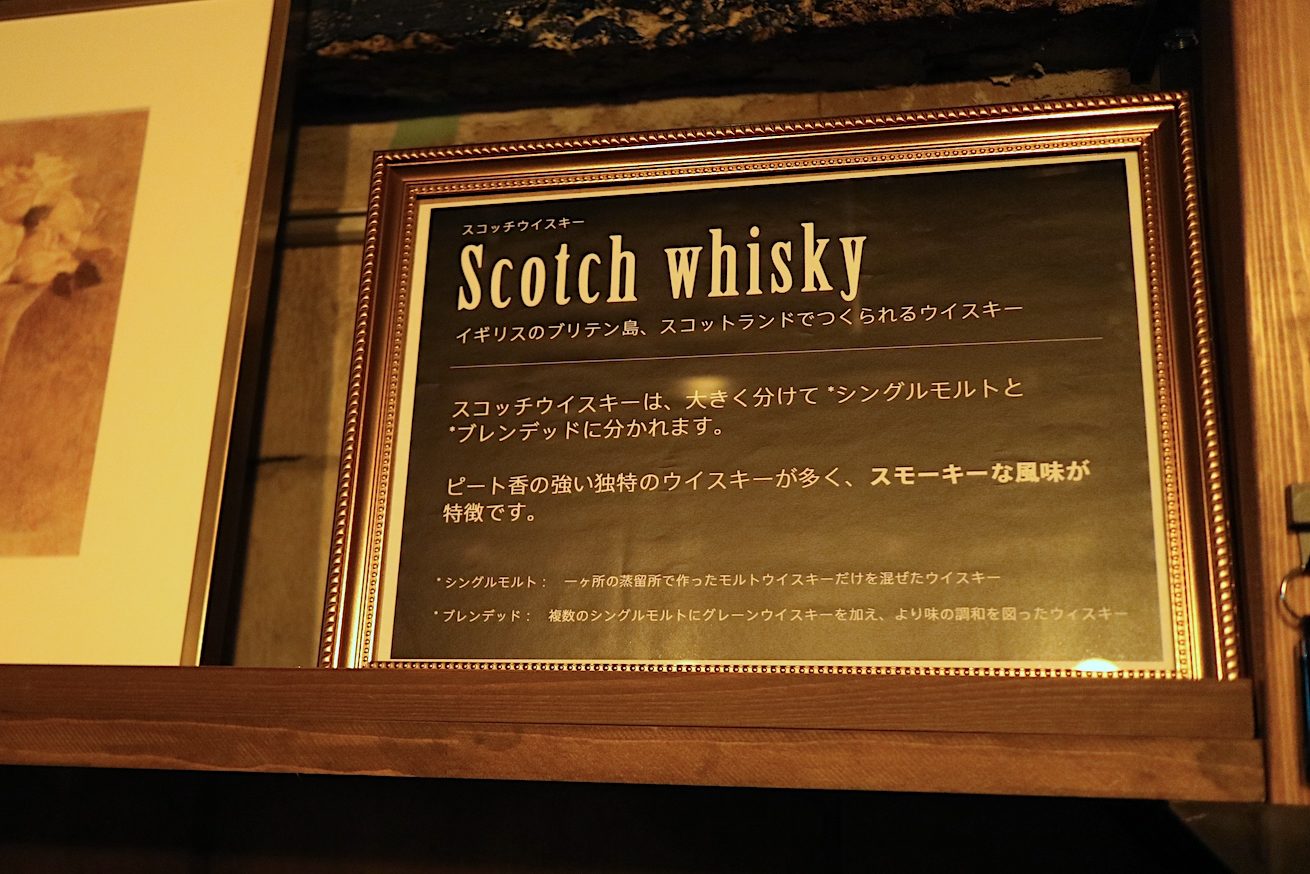 スコッチウイスキー
Scotch whisky
イギリスのブリテン島、スコットランドでつくられるウイスキー
スコッチウイスキーは、大きく分けて *シングルモルトと
*ブレンデッドに分かれます。
ピート香の強い独特のウイスキーが多く、スモーキーな風味が
特徴です。
*シングルモルト： 一ヶ所の蒸留所で作ったモルトウイスキーだけを混ぜたウイスキー
*ブレンデッド： 複数のシングルモルトにグレーンウイスキーを加え、より味の調和を図ったウィスキー